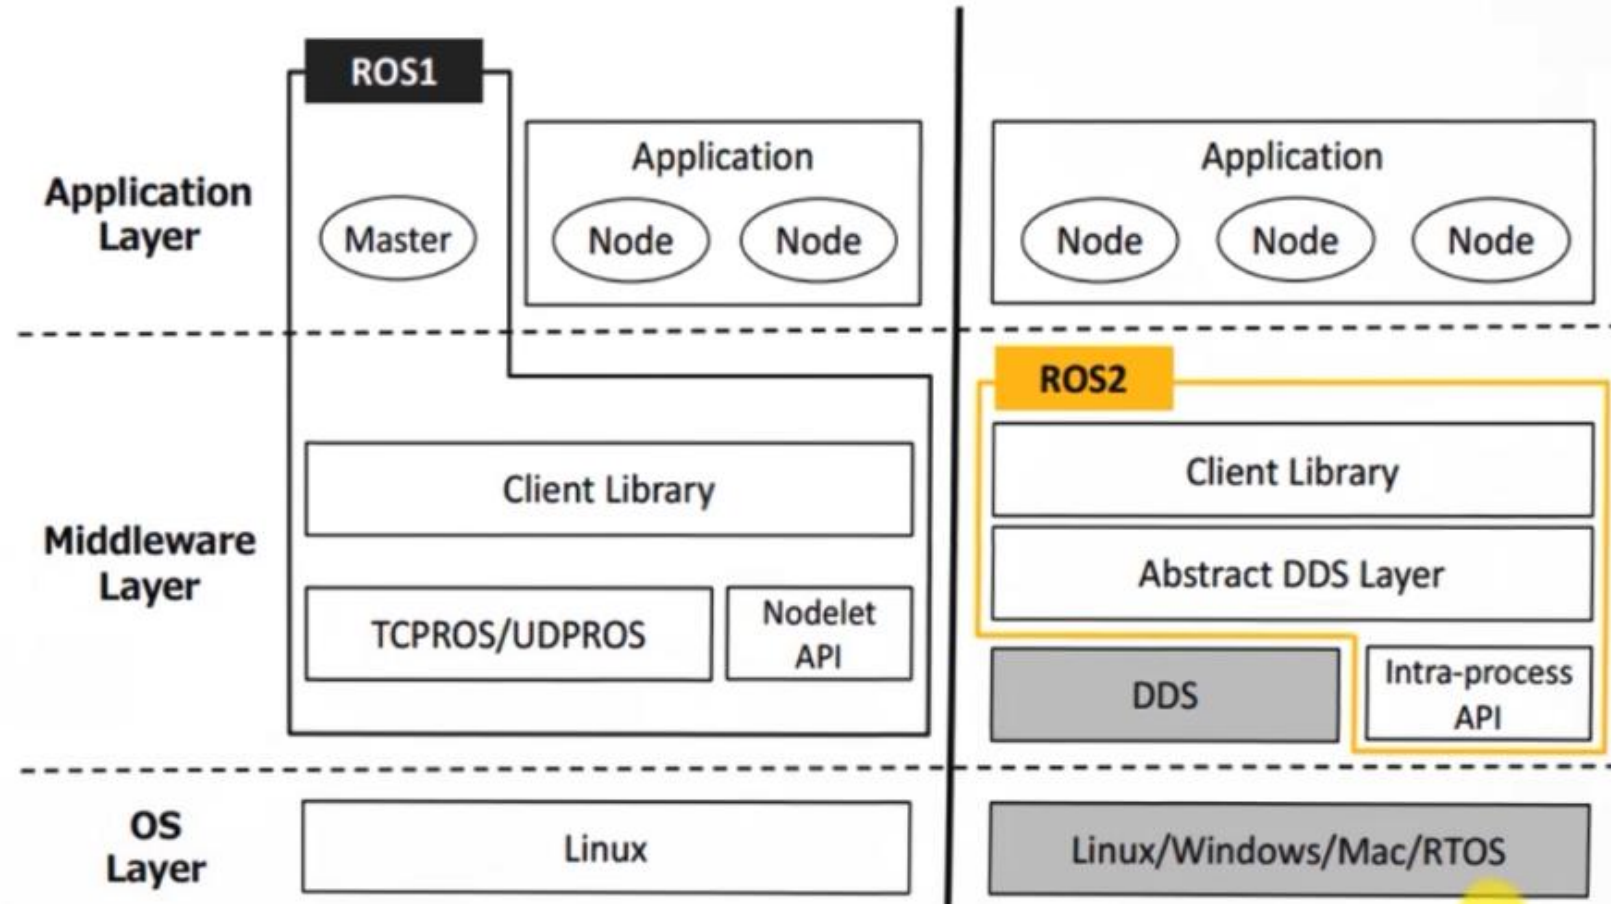 ROS1
Application
Layer
Master
Application
Node
Node
Application
Node
Node
Node
Middleware
Layer
Client Library
TCPROS/UDPROS
Nodelet
API
ROS2
Client Library
Abstract DDS Layer
DDS
Intra-process
API
OS
Layer
Linux
Linux/Windows/Mac/RTOS